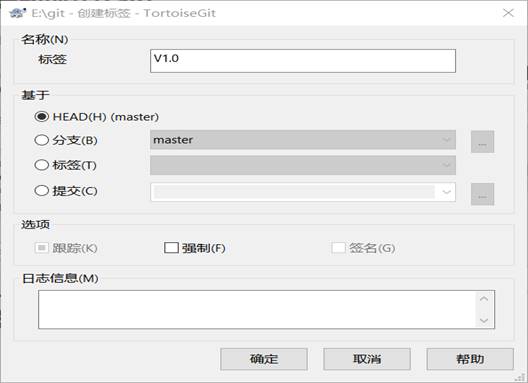 E:\git - 创建标签 - TortoiseGit
名称(N)
标签
V1.0
基于
HEAD(H) (master)
分支(B)
master
...
标签(T)
提交(C)
...
选项
跟踪(K)
强制(F)
签名(G)
日志信息(M)
确定
取消
帮助